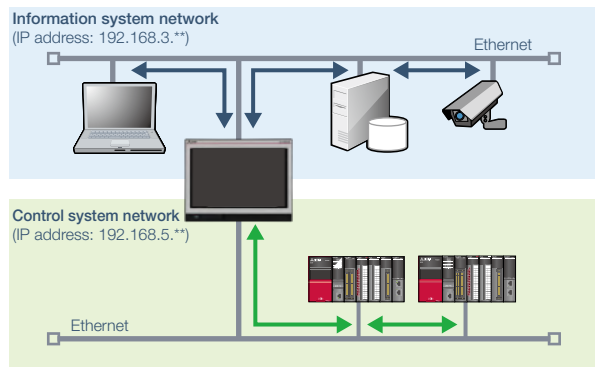 Information system network
(IP address: 192.168.3.**)
Ethernet
Control system network
(IP address: 192.168.5.**)
Ethernet